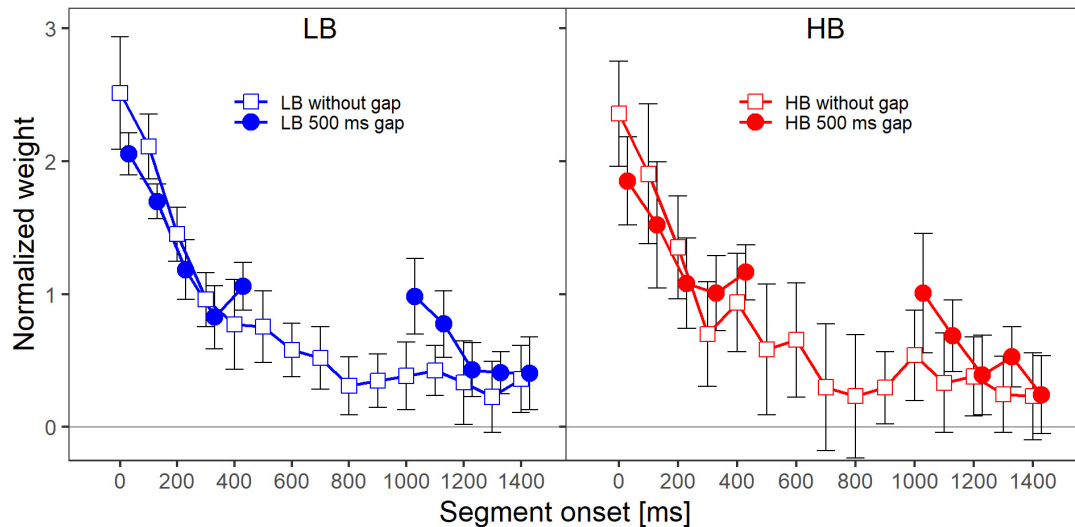 LB
HB
3
2
1
0
Normalized weight
LB without gap
LB 500 ms gap
HB without gap
HB 500 ms gap
0 200 400 600 800 1000 1200 1400
0 200 400 600 800 1000 1200 1400
Segment onset [ms]